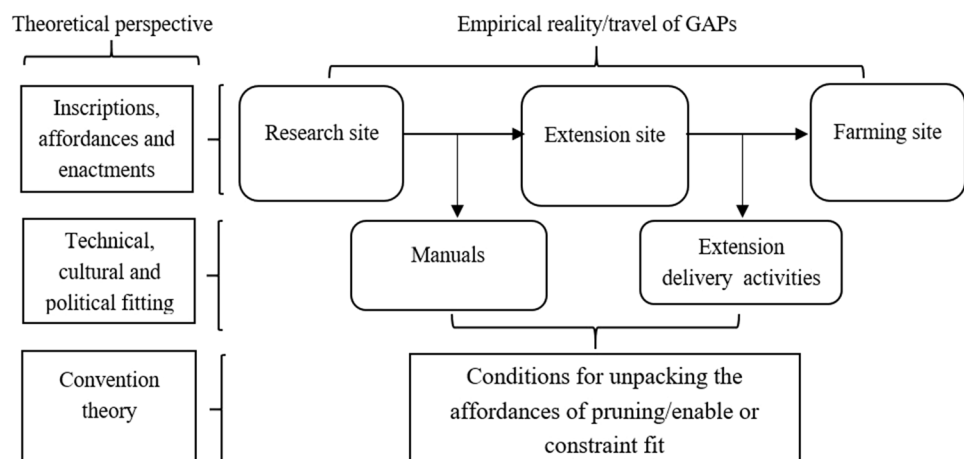 Theoretical perspective
Empirical reality/travel of GAPs
Inscriptions,
affordances and
enactments
Research site
Extension site
Farming site
Technical,
cultural and
political fitting
Manuals
Extension
delivery activities
Convention
theory
Conditions for unpacking the
affordances of pruning/enable or
constraint fit